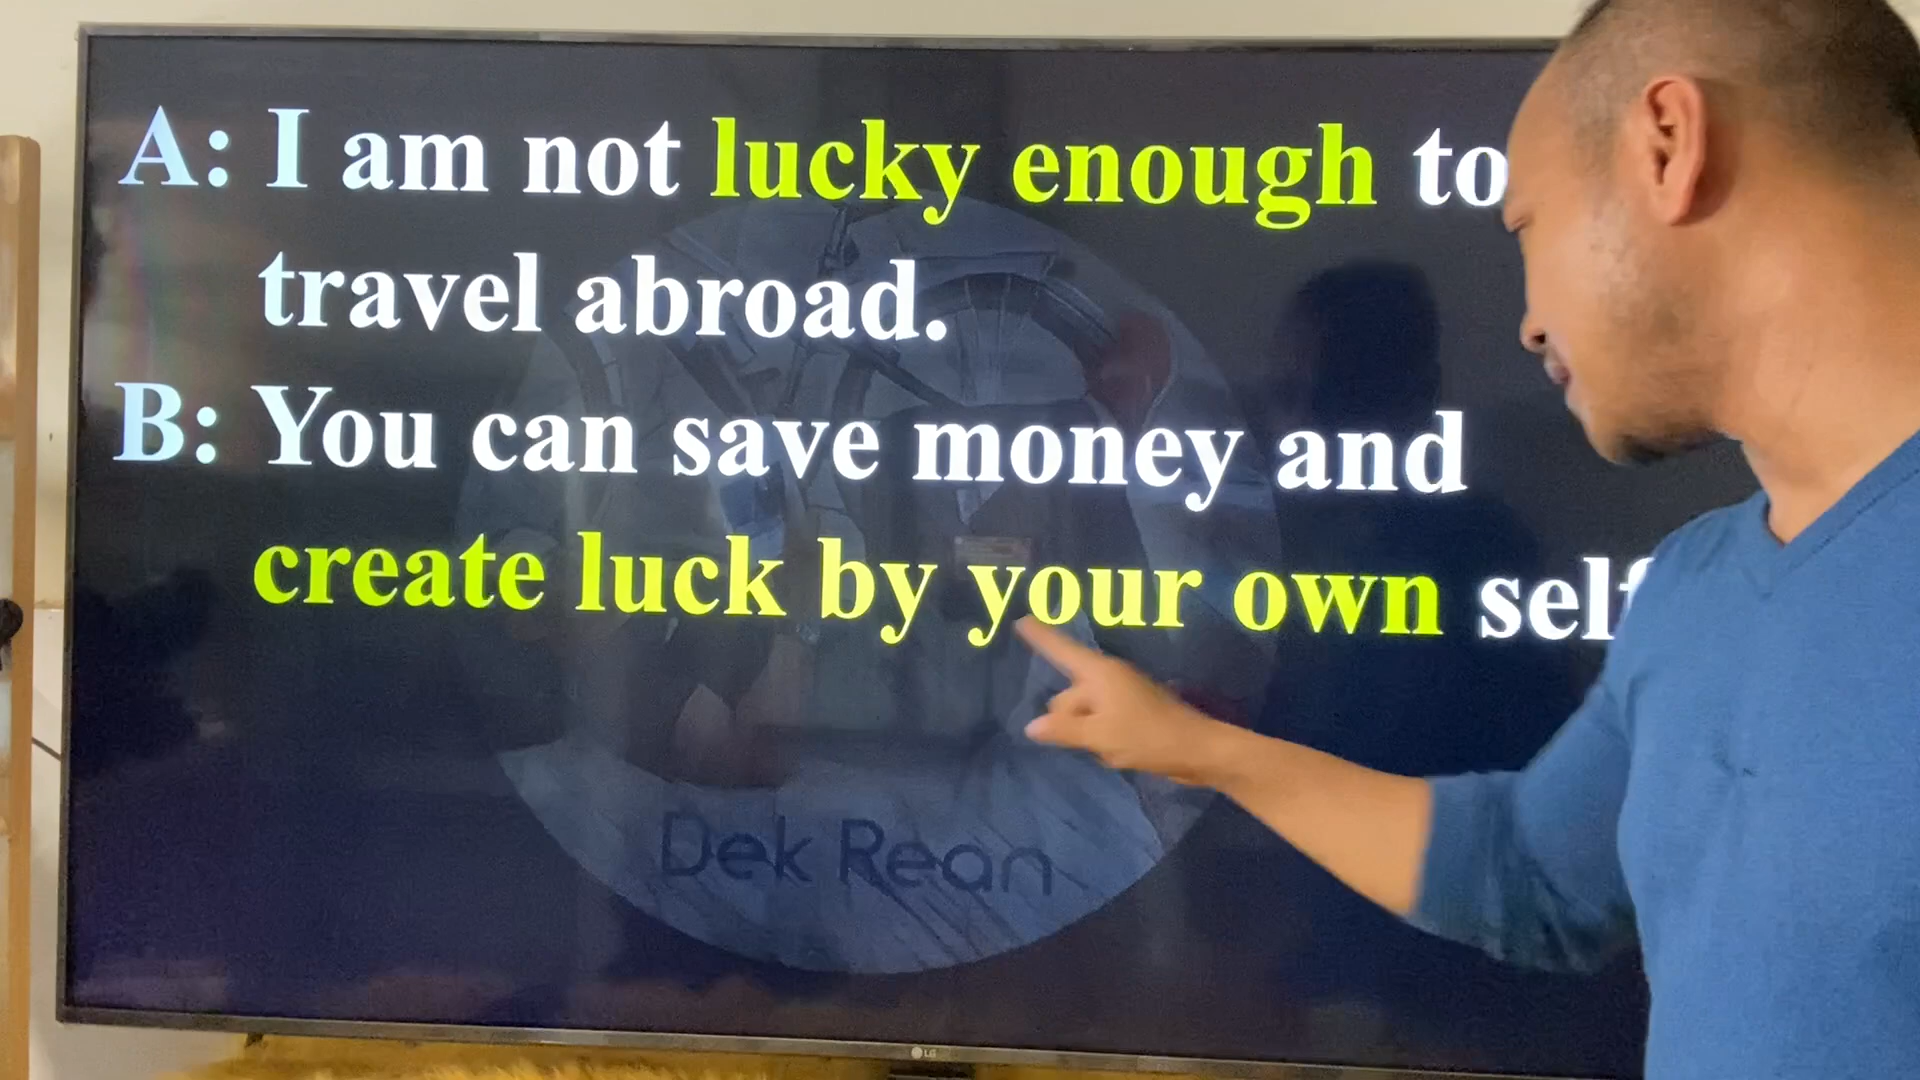 A: I am not lucky enough to
travel abroad.
B: You can save money and
create luck by your own self
Dek Rean
LG